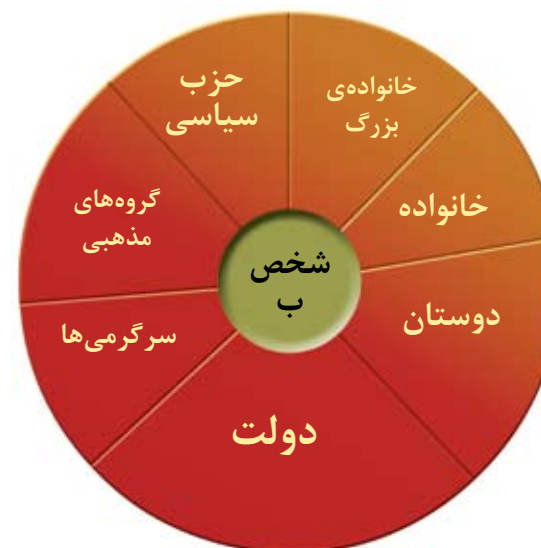 خانواده‌ی
بزرگ
خانواده
دوستان
دولت
سرگرمی‌ها
گروه‌های
مذهبی
حزب
سیاسی
شخص
ب